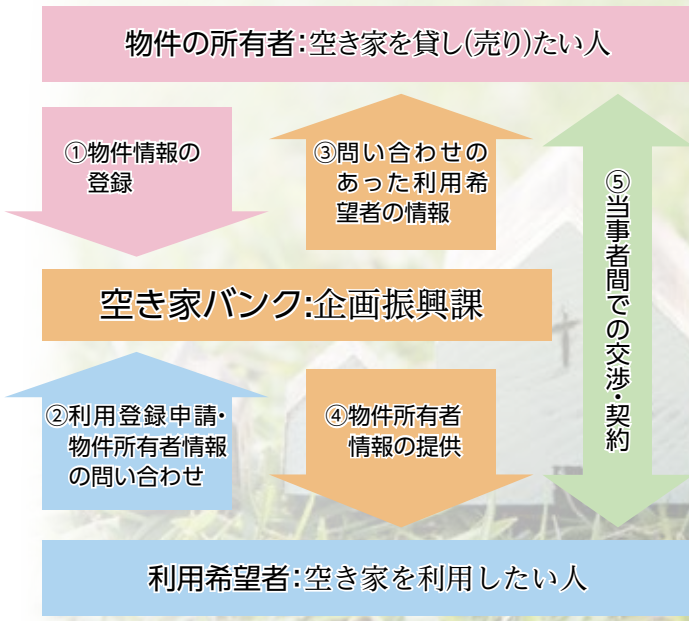 物件の所有者：空き家を貸し(売り)たい人
①物件情報の
登録
③問い合わせの
あった利用希
望者の情報
⑤当事者間での交渉・契約
空き家バンク：企画振興課
②利用登録申請・
物件所有者情報
の問い合わせ
④物件所有者
情報の提供
利用希望者：空き家を利用したい人